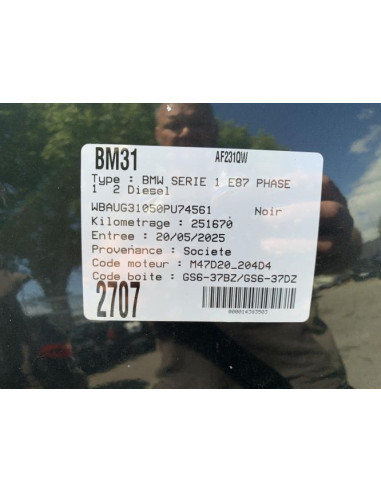 BM31 AF231QW
Type : BMW SERIE 1 E87 PHASE
1 2 Diesel
WBAUG31050PU74561 Noir
Kilometrage : 251670
Entree : 20/05/2025
Provenance : Societe
Code moteur : M47D20_204D4
Code boite : GS6-37BZ/GS6-37DZ
2707